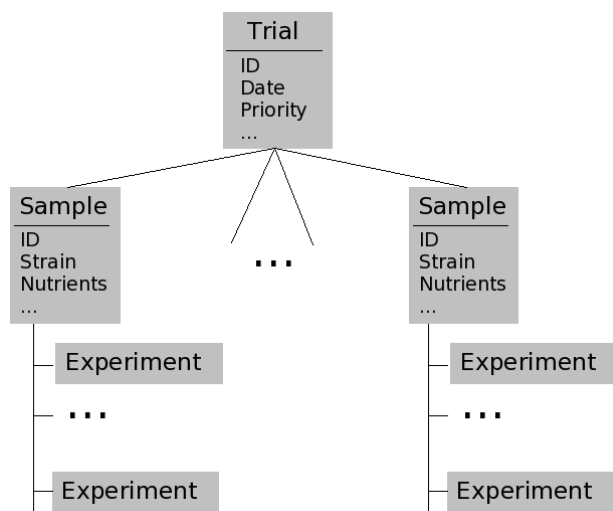 Trial
ID
Date
Priority
...
Sample
ID
Strain
Nutrients
...
Experiment
...
Experiment
...
Sample
ID
Strain
Nutrients
...
Experiment
...
Experiment